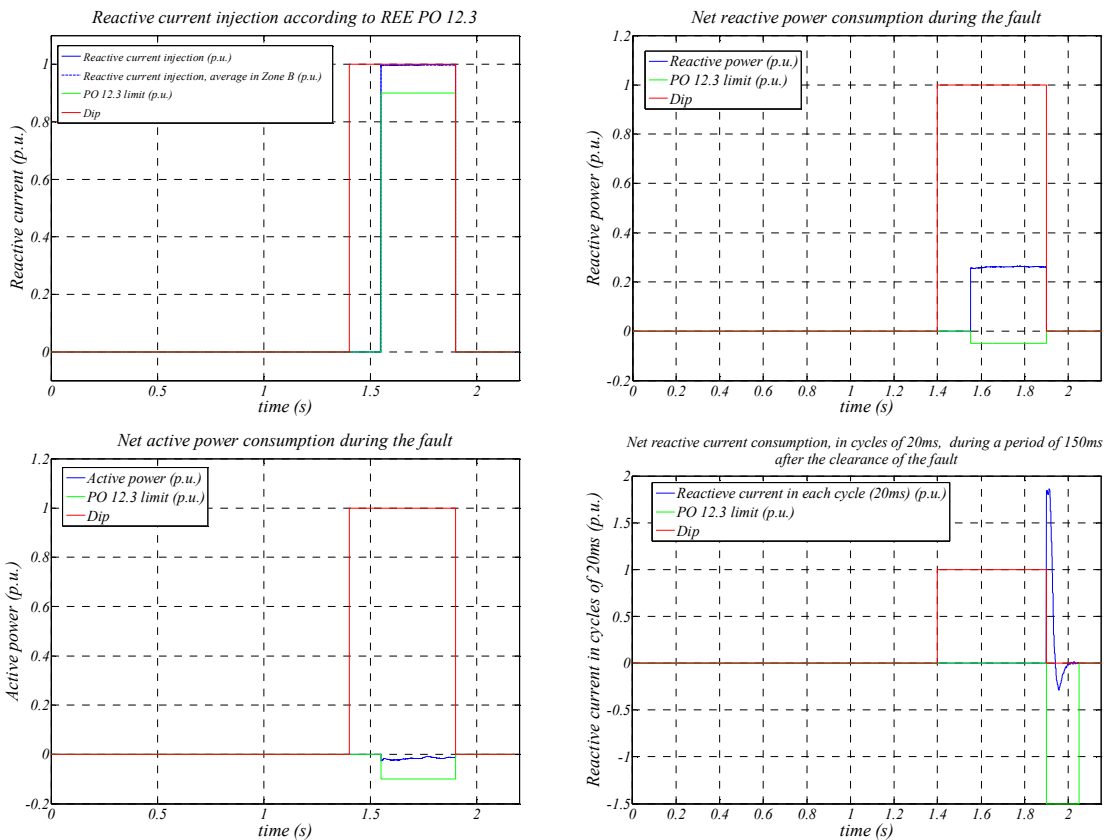 Reactive current injection according to REE PO 12.3
Reactive current injection (p.u.)
Reactive current injection, average in Zone B (p.u.)
PO 12.3 limit (p.u.)
Dip
Reactive current (p.u.)
1
0.8
0.6
0.4
0.2
0
0 0.5 1 1.5 2
time (s)
Net reactive power consumption during the fault
Reactive power (p.u.)
PO 12.3 limit (p.u.)
Dip
Reactive power (p.u.)
1.2
1
0.8
0.6
0.4
0.2
0
-0.2
0 0.2 0.4 0.6 0.8 1 1.2 1.4 1.6 1.8 2
time (s)
Net active power consumption during the fault
Active power (p.u.)
PO 12.3 limit (p.u.)
Dip
Active power (p.u.)
1.2
1
0.8
0.6
0.4
0.2
0
-0.2
0 0.5 1 1.5 2
time (s)
Net reactive current consumption, in cycles of 20ms, during a period of 150ms
after the clearance of the fault
Reactieve current in each cycle (20ms) (p.u.)
PO 12.3 limit (p.u.)
Dip
Reactive current in cycles of 20ms (p.u.)
2
1.5
1
0.5
0
-0.5
-1
-1.5
0 0.2 0.4 0.6 0.8 1 1.2 1.4 1.6 1.8 2
time (s)